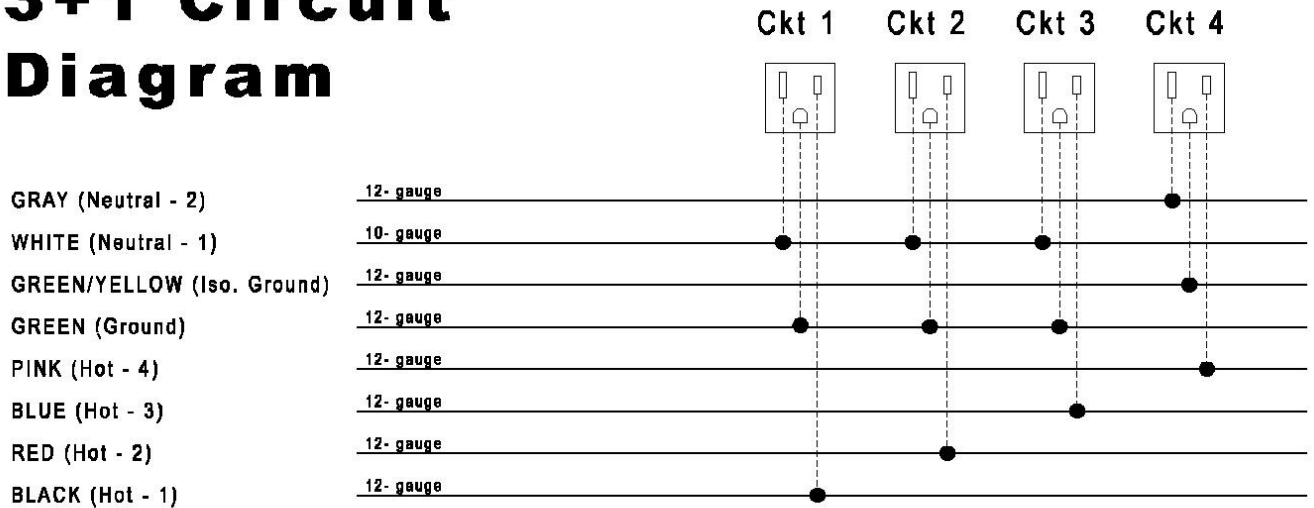 3+1 Circuit
Diagram
Ckt 1 Ckt 2 Ckt 3 Ckt 4
GRAY (Neutral - 2) 12- gauge
WHITE (Neutral - 1) 10- gauge
GREEN/YELLOW (Iso. Ground) 12- gauge
GREEN (Ground) 12- gauge
PINK (Hot - 4) 12- gauge
BLUE (Hot - 3) 12- gauge
RED (Hot - 2) 12- gauge
BLACK (Hot - 1) 12- gauge